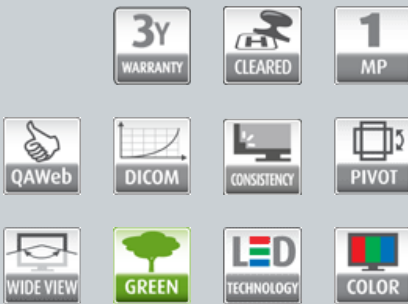 3Y
WARRANTY
CLEARED
1
MP
QAWeb
DICOM
CONSISTENCY
PIVOT
WIDE VIEW
GREEN
LED
TECHNOLOGY
COLOR